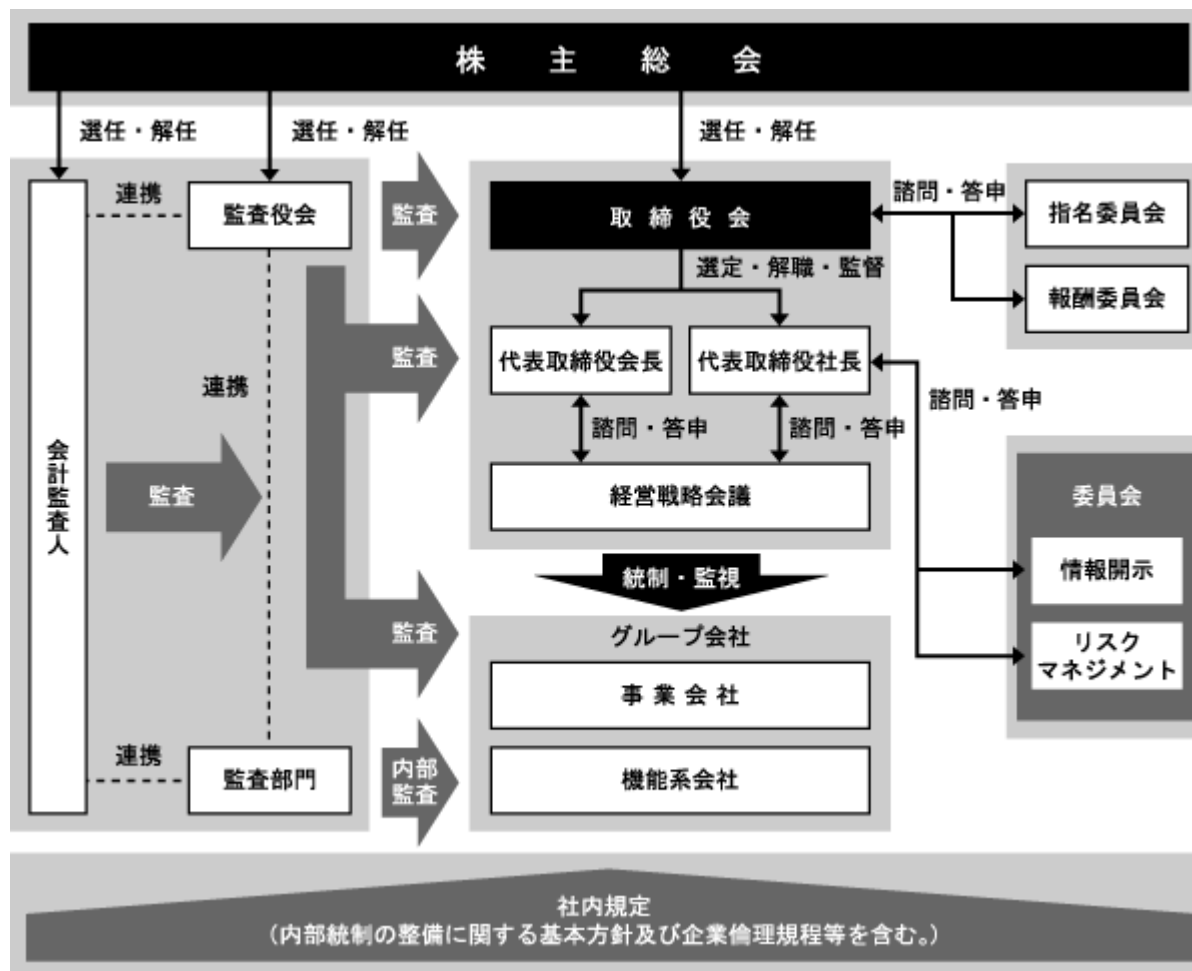 株主総会
選任・解任
選任・解任
選任・解任
連携
監査役会
監査
取締役会
諮問・答申
指名委員会
選定・解職・監督
報酬委員会
監査
代表取締役会長
代表取締役社長
連携
諮問・答申
諮問・答申
諮問・答申
会計監査人
監査
経営戦略会議
委員会
統制・監視
情報開示
監査
グループ会社
リスク
マネジメント
事業会社
連携
監査部門
内部
監査
機能系会社
社内規定
（内部統制の整備に関する基本方針及び企業倫理規程等を含む。）